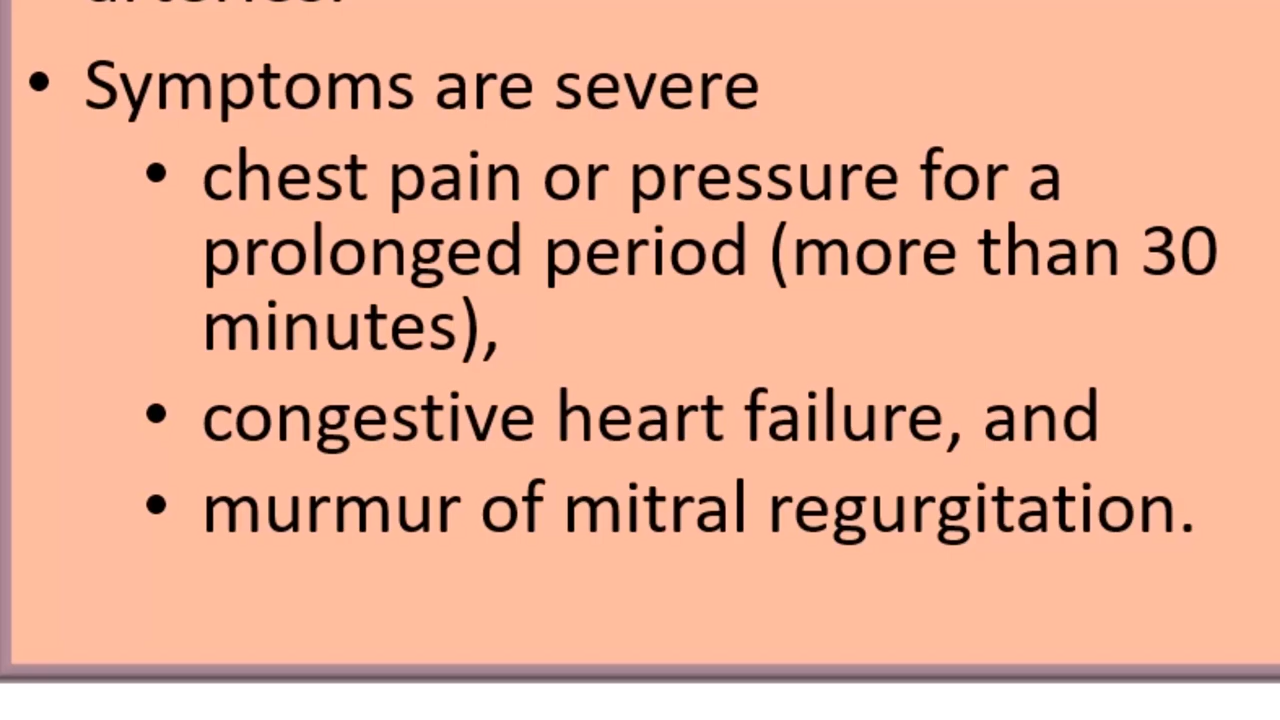 • Symptoms are severe
• chest pain or pressure for a
prolonged period (more than 30
minutes),
• congestive heart failure, and
• murmur of mitral regurgitation.